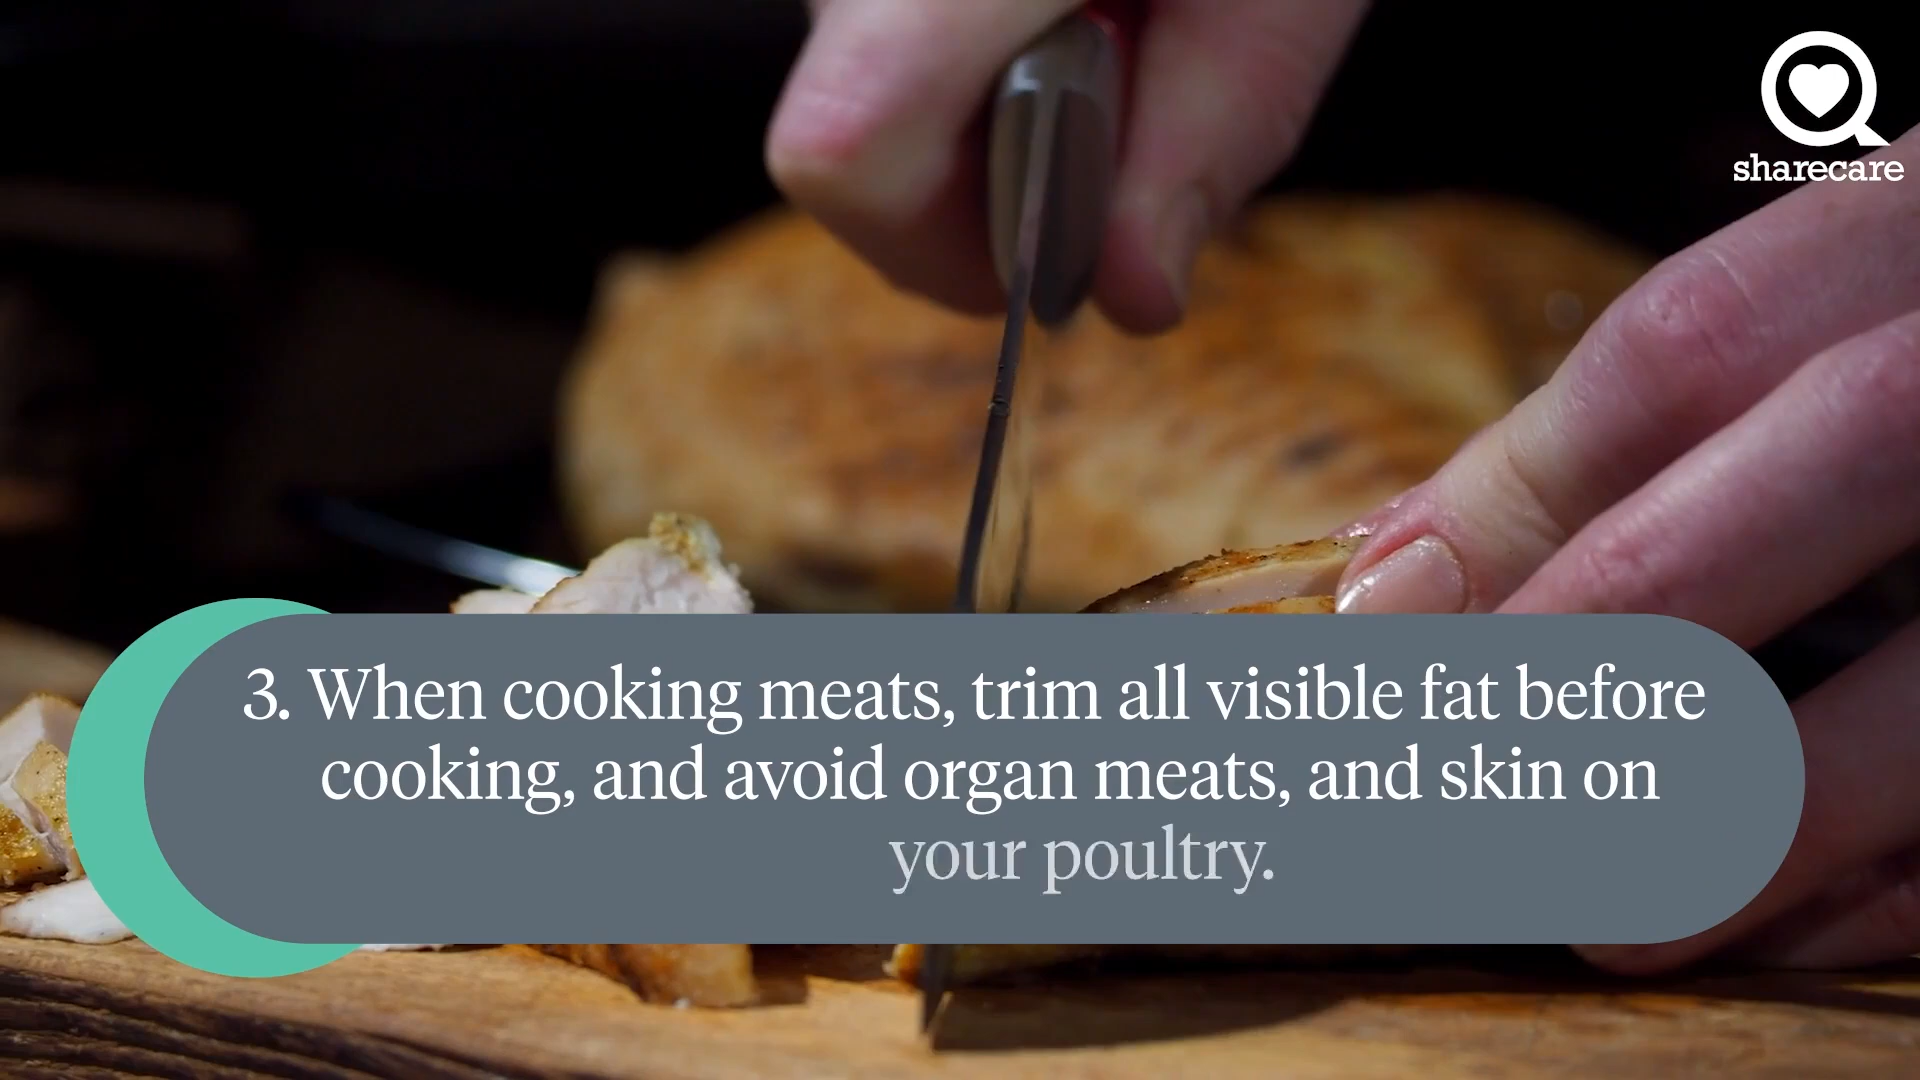 sharecare
3. When cooking meats, trim all visible fat before
cooking, and avoid organ meats, and skin on
your poultry.